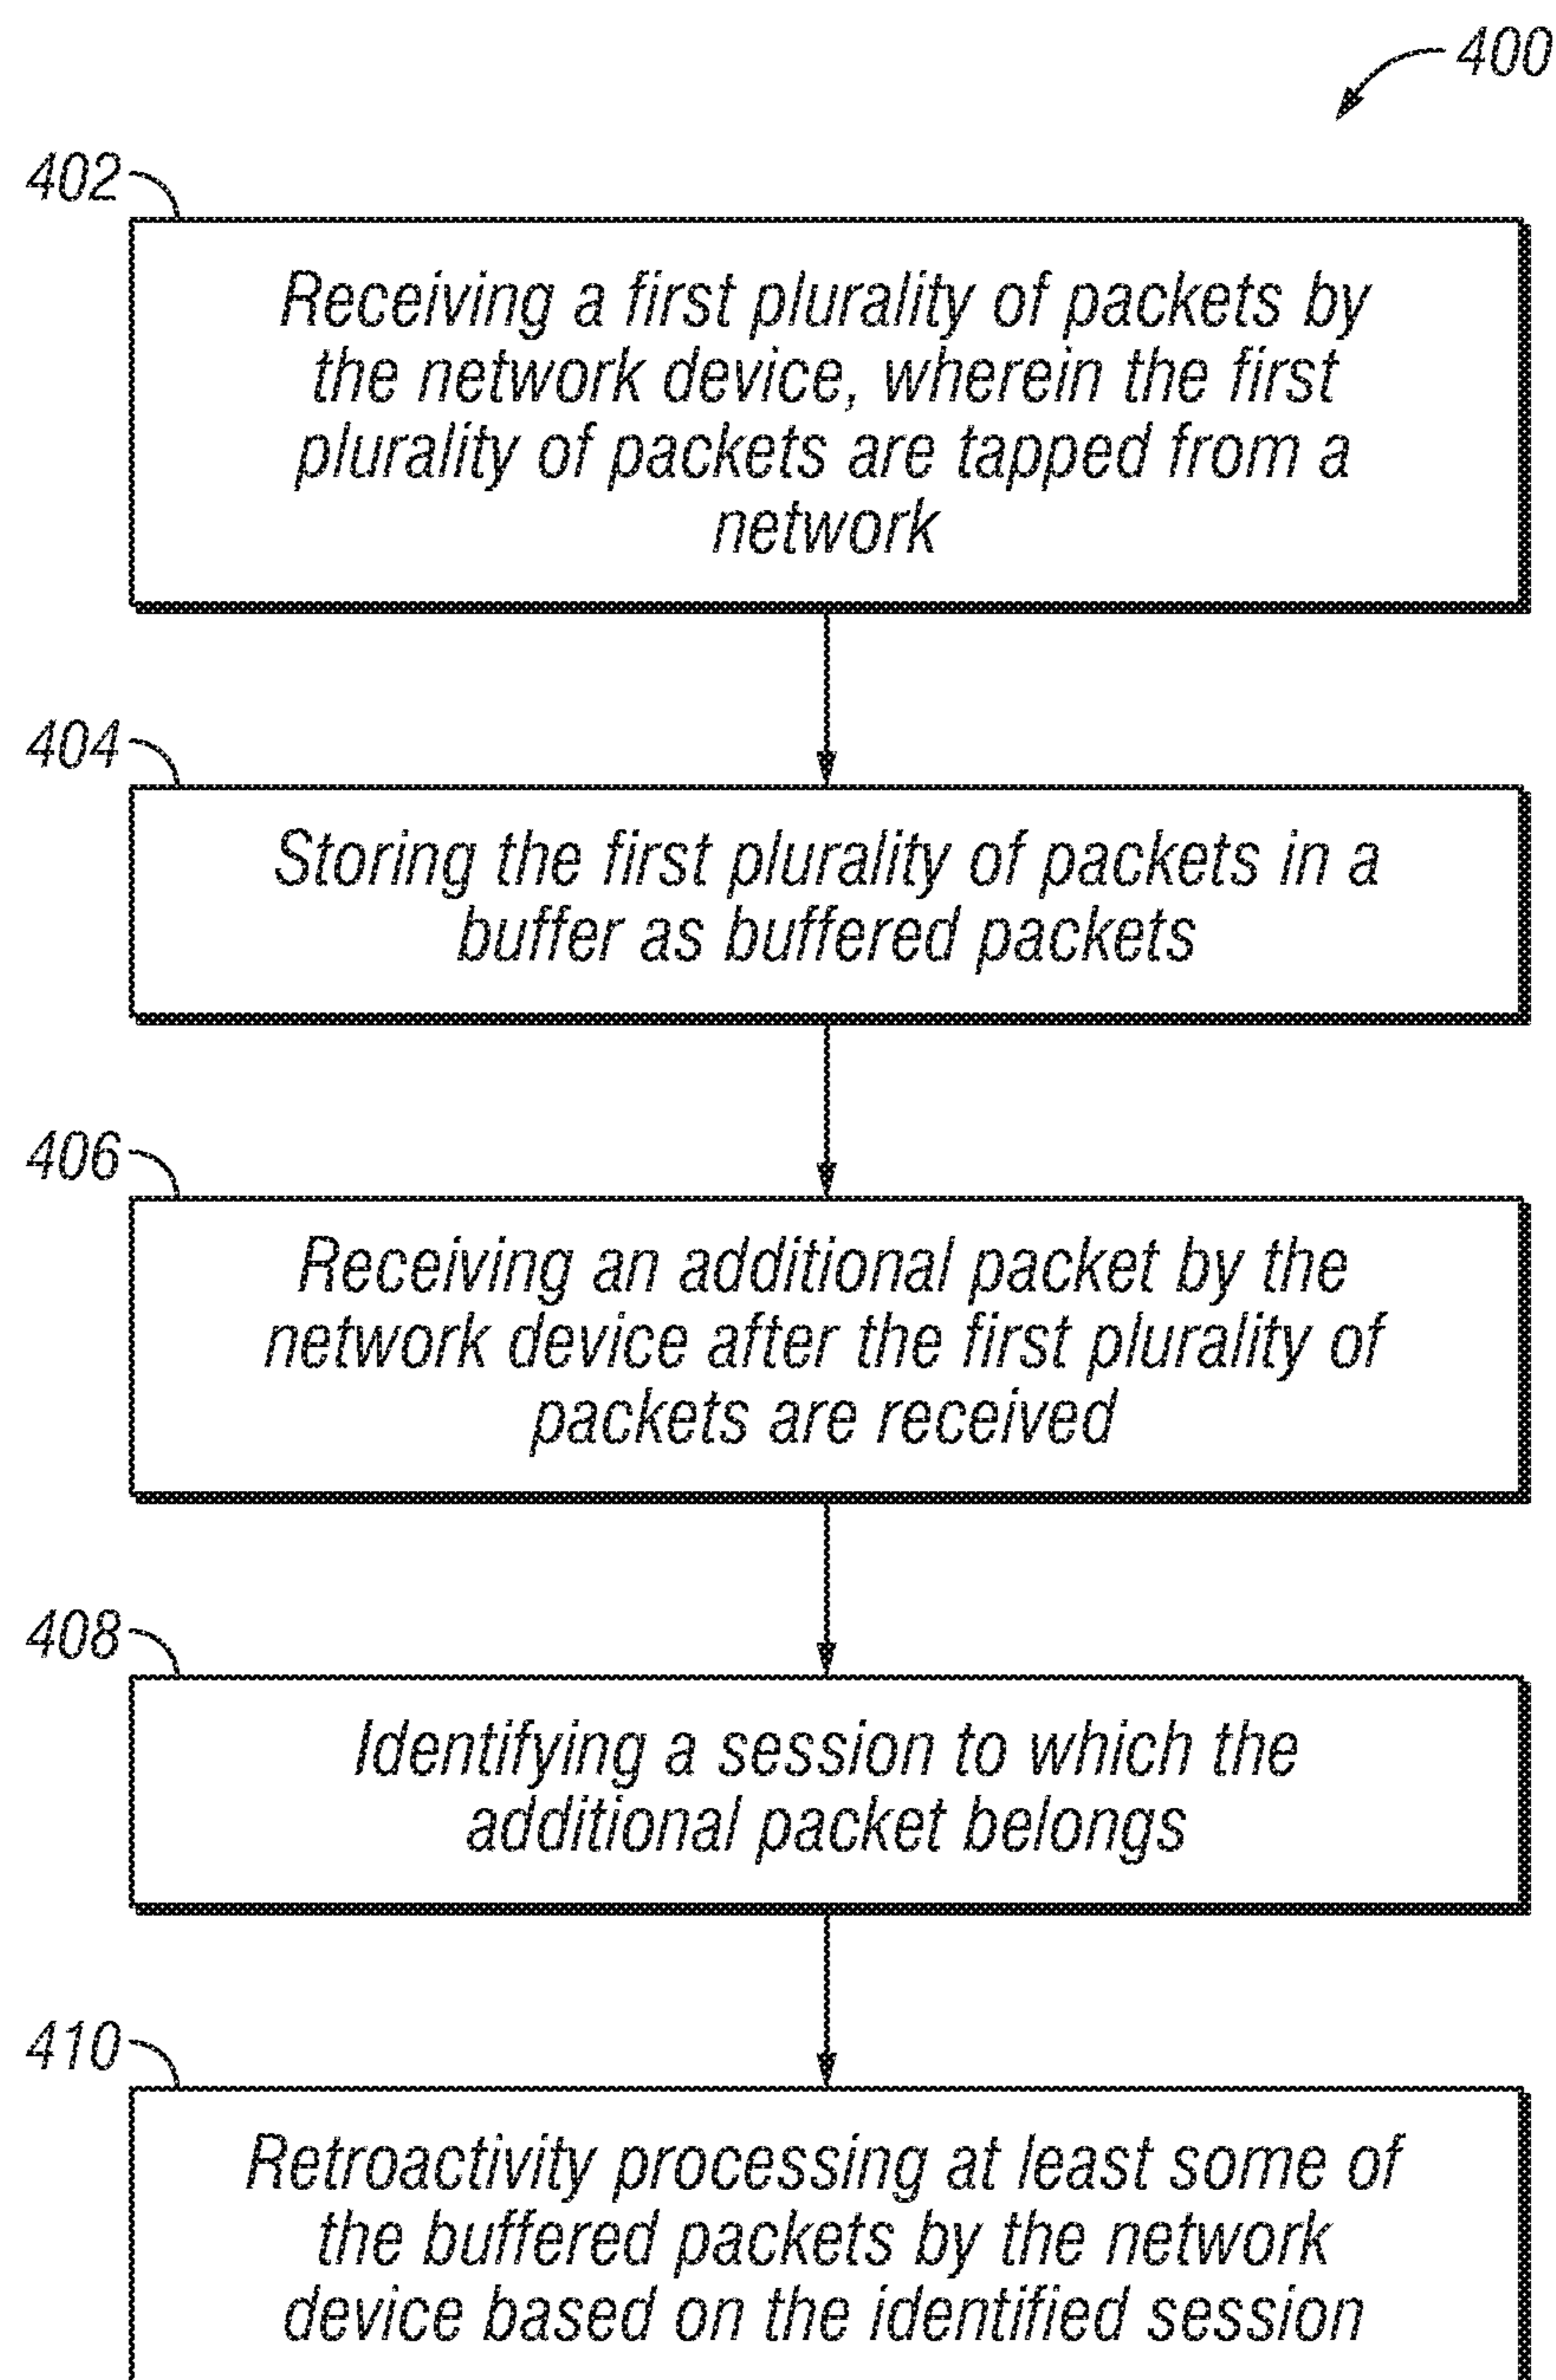 400
402
Receiving a first plurality of packets by
the network device, wherein the first
plurality of packets are tapped from a
network
404
Storing the first plurality of packets in a
buffer as buffered packets
406
Receiving an additional packet by the
network device after the first plurality of
packets are received
408
Identifying a session to which the
additional packet belongs
410
Retroactivity processing at least some of
the buffered packets by the network
device based on the identified session